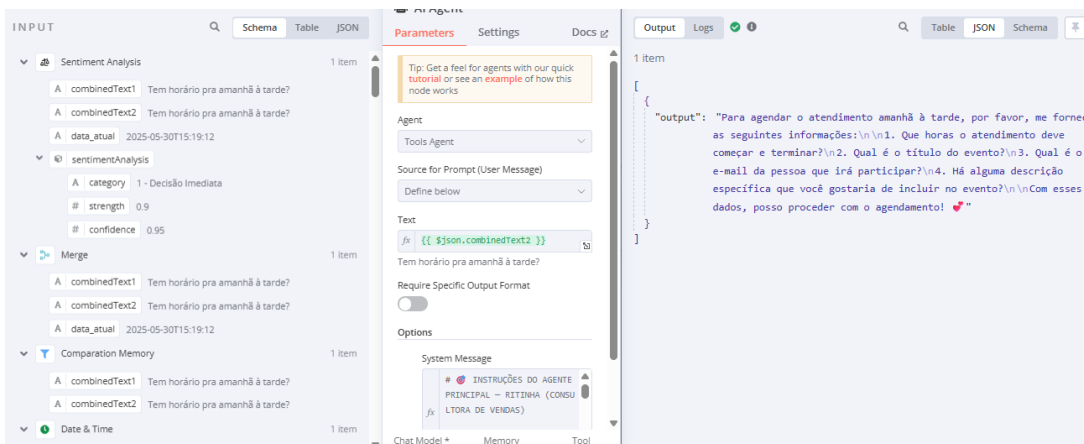 INPUT
Schema Table JSON
Sentiment Analysis 1 item
A combinedText1 Tem horário pra amanhã à tarde?
A combinedText2 Tem horário pra amanhã à tarde?
A data_atual 2025-05-30T15:19:12
sentimentAnalysis
A category 1 - Decisão Imediata
# strength 0.9
# confidence 0.95
Merge 1 item
A combinedText1 Tem horário pra amanhã à tarde?
A combinedText2 Tem horário pra amanhã à tarde?
A data_atual 2025-05-30T15:19:12
Comparation Memory 1 item
A combinedText1 Tem horário pra amanhã à tarde?
A combinedText2 Tem horário pra amanhã à tarde?
Date & Time 1 item
AI Agent
Parameters Settings Docs
Tip: Get a feel for agents with our quick
tutorial or see an example of how this
node works
Agent
Tools Agent
Source for Prompt (User Message)
Define below
Text
fx {{ $json.combinedText2 }}
Tem horário pra amanhã à tarde?
Require Specific Output Format
Options
System Message
# 🎯 INSTRUÇÕES DO AGENTE
PRINCIPAL – RITINHA (CONSU
fx LTORA DE VENDAS)
Chat Model * Memory Tool
Output Logs
Table JSON Schema
1 item
[
{
"output": "Para agendar o atendimento amanhã à tarde, por favor, me forne
as seguintes informações:\n\n1. Que horas o atendimento deve
começar e terminar?\n2. Qual é o título do evento?\n3. Qual é o
e-mail da pessoa que irá participar?\n4. Há alguma descrição
específica que você gostaria de incluir no evento?\n\nCom esses
dados, posso proceder com o agendamento! 💕"
}
]